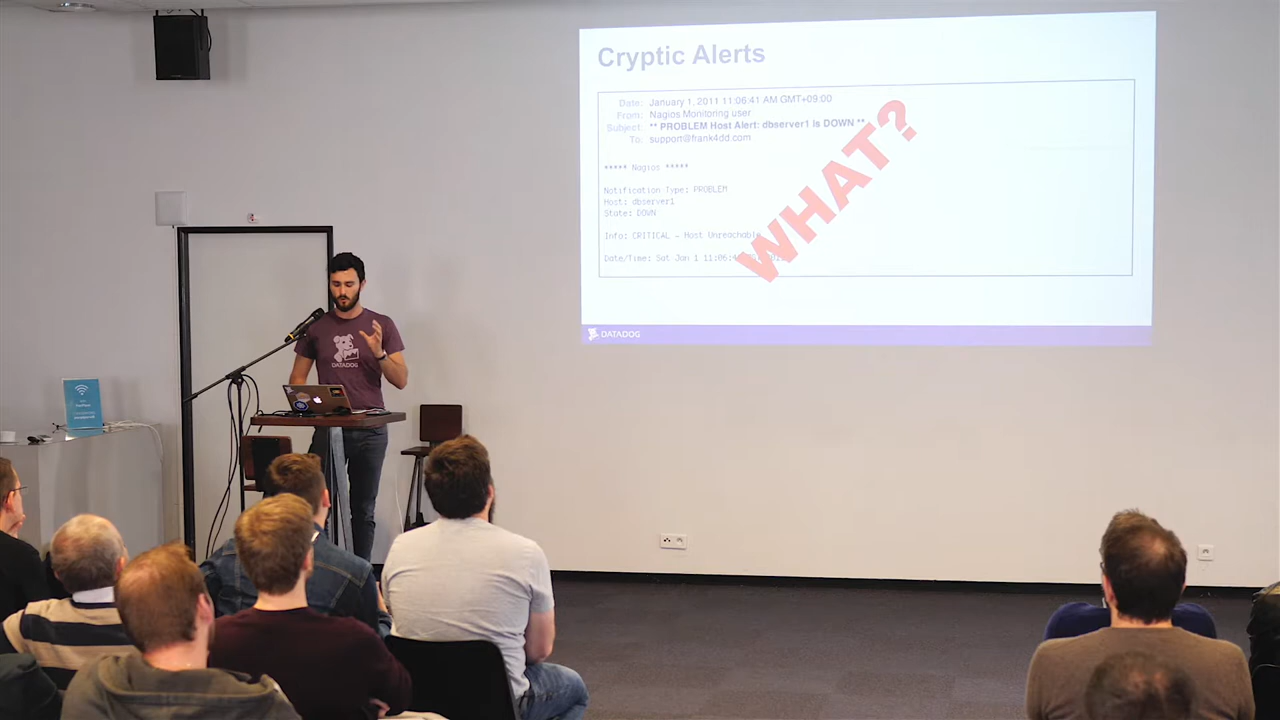 Cryptic Alerts
Date: January 1, 2011 11:06:41 AM GMT+09:00
From: Nagios Monitoring user
Subject: ** PROBLEM Host Alert: dbserver1 is DOWN **
To: support@frank4dd.com
***** Nagios *****
Notification Type: PROBLEM
Host: dbserver1
State: DOWN
Info: CRITICAL - Host Unreachable
Date/Time: Sat Jan 1 11:06:4
WHAT?
DATADOG
DATADOG